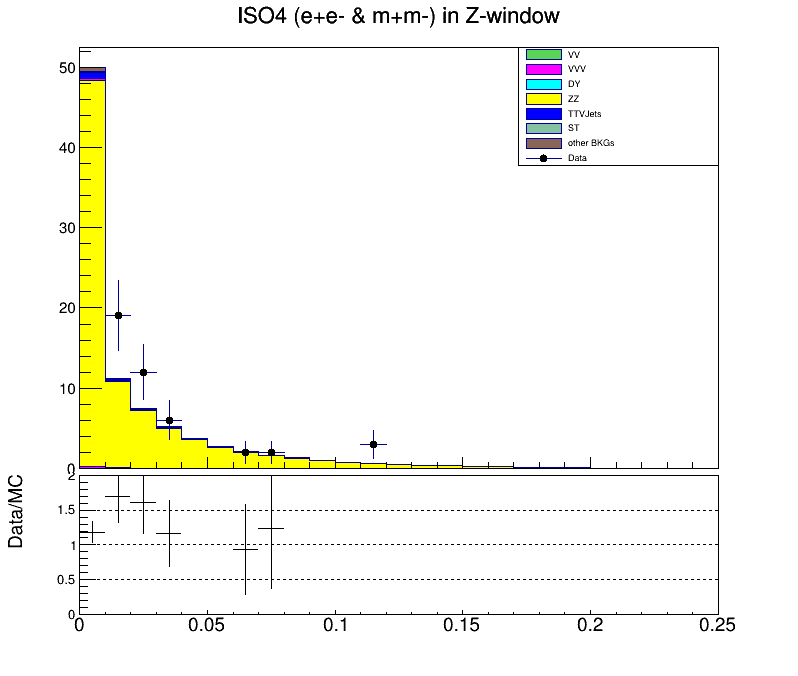 ISO4 (e+e- & m+m-) in Z-window
VV
VVV
DY
ZZ
TTVJets
ST
other BKGs
Data
50
40
30
20
10
0
Data/MC
2
1.5
1
0.5
0
0 0.05 0.1 0.15 0.2 0.25